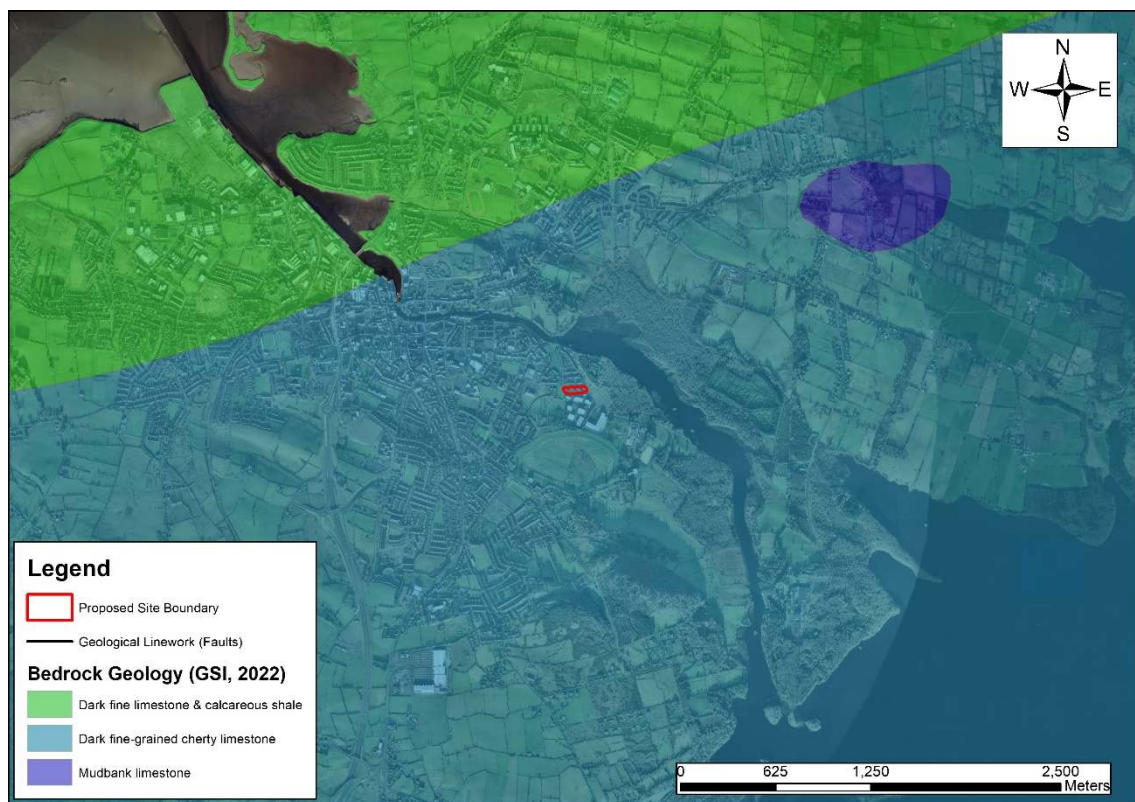 N
W E
S
Legend
Proposed Site Boundary
Geological Linework (Faults)
Bedrock Geology (GSI, 2022)
Dark fine limestone & calcareous shale
Dark fine-grained cherty limestone
Mudbank limestone
0 625 1,250 2,500
Meters